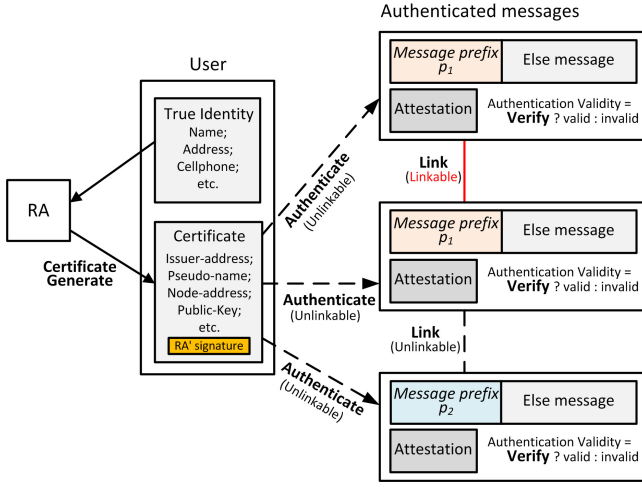 Authenticated messages
User
True Identity
Name;
Address;
Cellphone;
etc.
RA
Certificate
Generate
Certificate
Issuer-address;
Pseudo-name;
Node-address;
Public-Key;
etc.
RA' signature
Authenticate
(Unlinkable)
Authenticate
(Unlinkable)
Authenticate
(Unlinkable)
Message prefix
p1
Else message
Attestation
Authentication Validity =
Verify ? valid : invalid
Link
(Linkable)
Message prefix
p1
Else message
Attestation
Authentication Validity =
Verify ? valid : invalid
Link
(Unlinkable)
Message prefix
p2
Else message
Attestation
Authentication Validity =
Verify ? valid : invalid